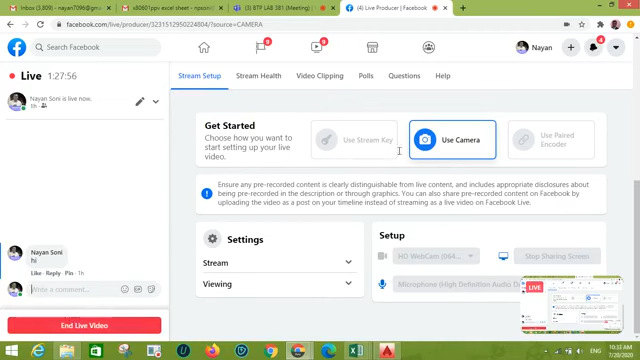 Inbox (3,809) - nayan7096@gm
x80801ppv excel sheet - npsoni
(3) BTP LAB 381 (Meeting) |
(4) Live Producer | Facebook
facebook.com/live/producer/3231512950224804/?source=CAMERA
Search Facebook
9
9
Nayan
4
Live
1:27:56
Stream Setup
Stream Health
Video Clipping
Polls
Questions
Help
Nayan Soni is live now.
1h
Get Started
Choose how you want to
start setting up your live
video.
Use Stream Key
Use Camera
Use Paired
Encoder
Ensure any pre-recorded content is clearly distinguishable from live content, and includes appropriate disclosures about
being pre-recorded in the description or through graphics. You can also share prerecorded content on Facebook by
uploading the video as a post on your timeline instead of streaming as a live video on Facebook Live.
Settings
Stream
Viewing
Setup
HD WebCam (964...
Stop Sharing Screen
Microphone (High Definition Audio D
LIVE
Nayan Soni
hi
Like · Reply · Pin · 1h
Write a comment...
End Live Video
ENG
10:33 AM
7/20/2020